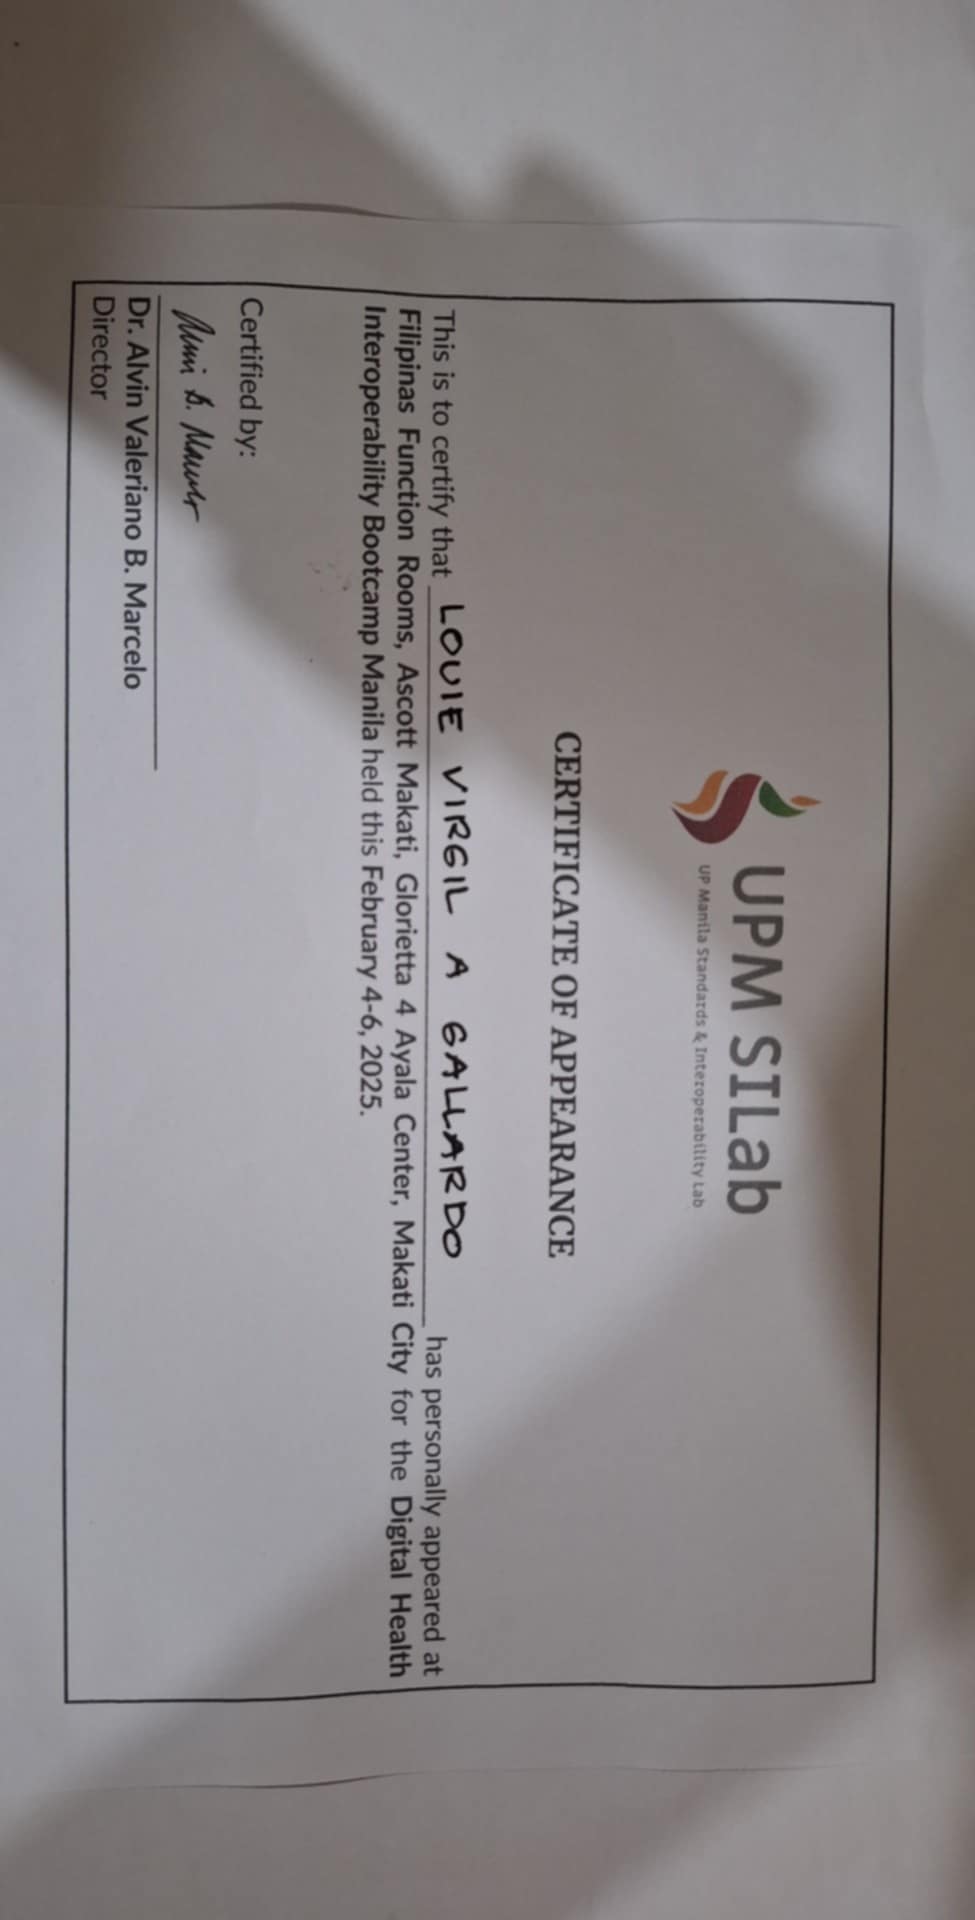 UPM SILab
UP Manila Standards & Interoperability Lab
CERTIFICATE OF APPEARANCE
This is to certify that LOUIE VIRGIL A GALLARDO has personally appeared at
Filipinas Function Rooms, Ascott Makati, Glorietta 4 Ayala Center, Makati City for the Digital Health
Interoperability Bootcamp Manila held this February 4-6, 2025.
Certified by:
Dr. Alvin Valeriano B. Marcelo
Director